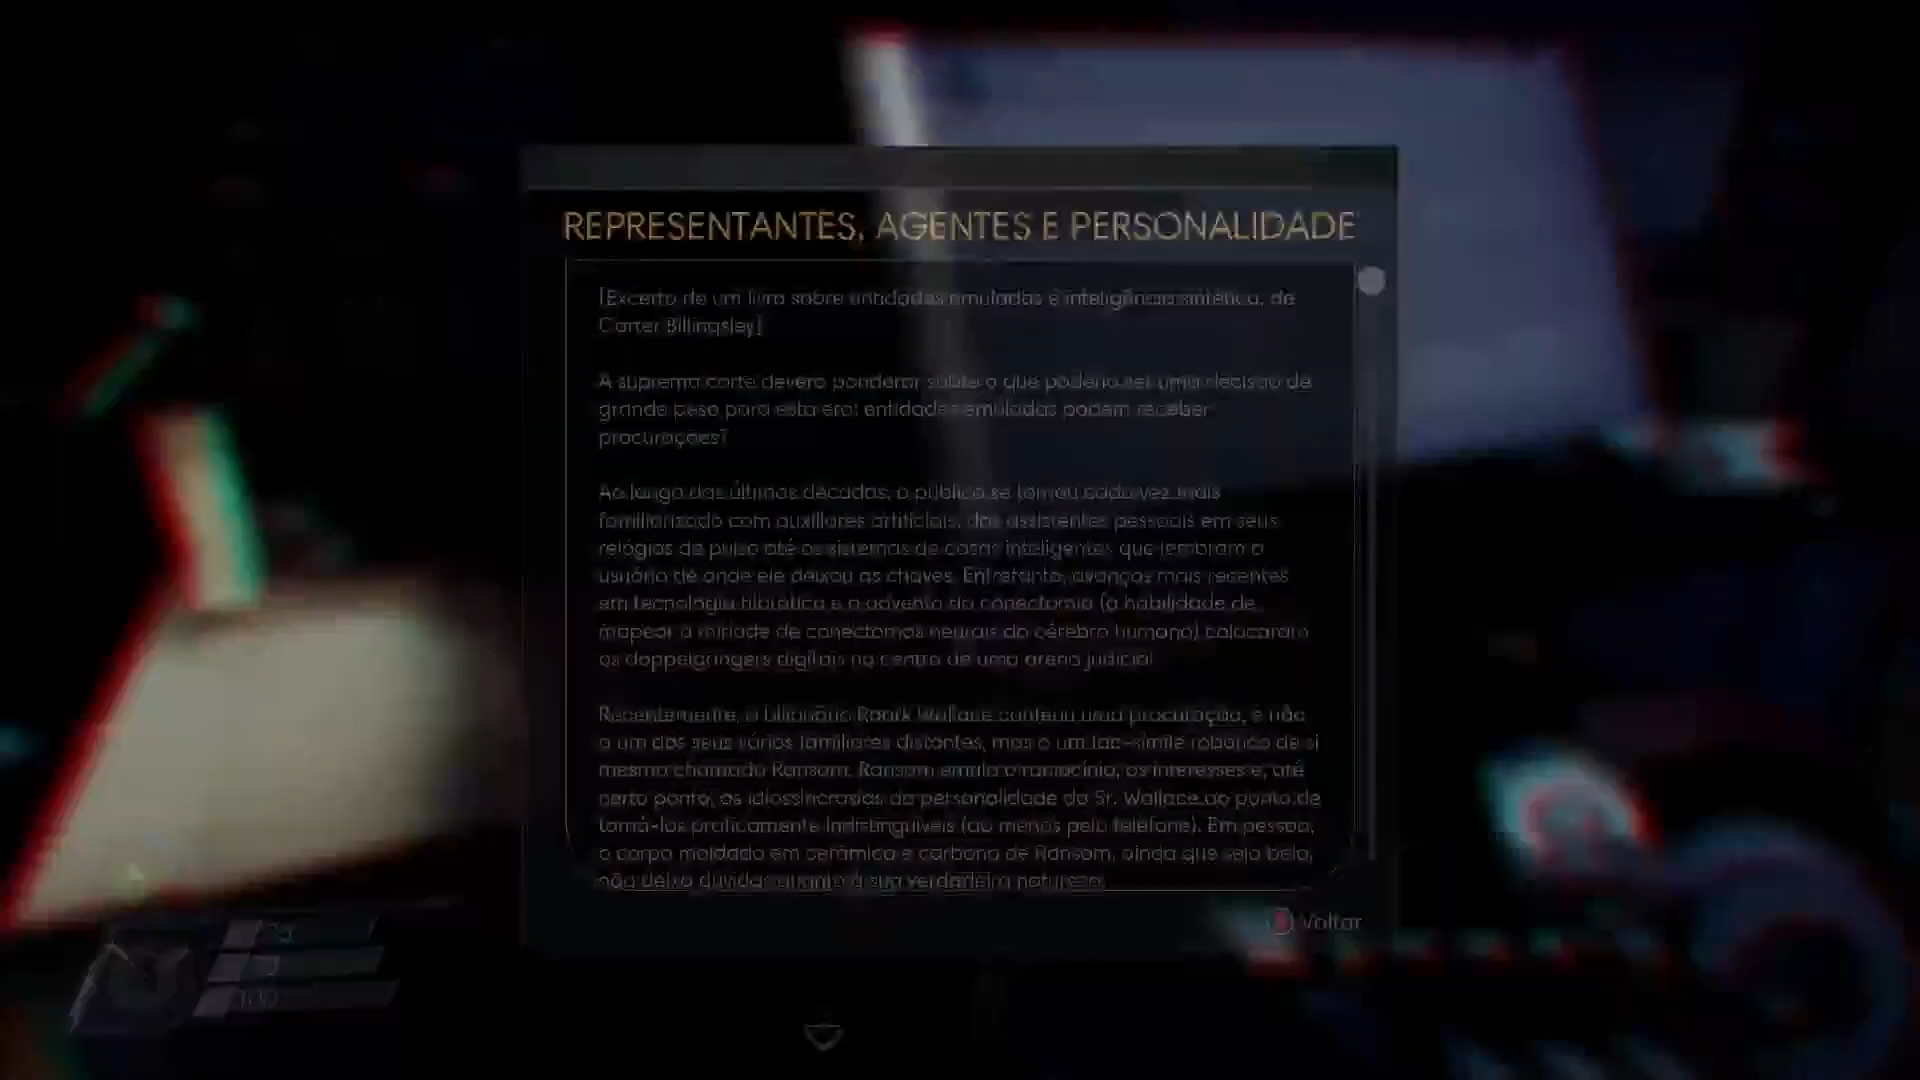 REPRESENTANTES, AGENTES E PERSONALIDADE
[Excerto de um livro sobre entidades emuladas e inteligência sintética, de
Carter Billingsley]
A suprema corte deverá ponderar sobre o que poderia ser uma decisão de
grande peso para esta era: entidades emuladas podem receber
procurações?
Ao longo das últimas décadas, o público se tornou cada vez mais
familiarizado com auxiliares artificiais, dos assistentes pessoais em seus
relógios de pulso até os sistemas de casas inteligentes que lembram o
usuário de onde ele deixou as chaves. Entretanto, avanços mais recentes
em tecnologia e o advento da conectomia (a habilidade de
mapear a miríade de conectomas neurais do cérebro humano) colocaram
os doppelgangers digitais no centro de uma arena judicial.
Recentemente, o bilionário Roark Wallace conferiu uma procuração, e não
a um dos seus vários familiares distantes, mas a um fac-símile robótico de si
mesmo chamado Ransom. Ransom emula o raciocínio, os interesses e, até
certo ponto, as idiossincrasias da personalidade do Sr. Wallace ao ponto de
torná-los praticamente indistinguíveis (ao menos pelo telefone). Em pessoa,
o corpo moldado em cerâmica e carbono de Ransom, ainda que seja belo,
não deixa dúvidas quanto à sua verdadeira natureza.
Voltar
100